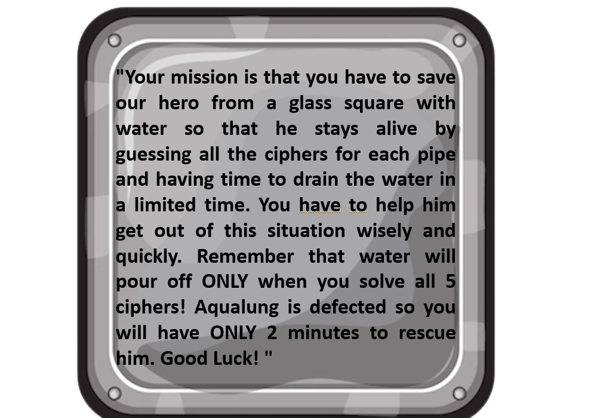 "Your mission is that you have to save
our hero from a glass square with
water so that he stays alive by
guessing all the ciphers for each pipe
and having time to drain the water in
a limited time. You have to help him
get out of this situation wisely and
quickly. Remember that water will
pour off ONLY when you solve all 5
ciphers! Aqualung is defected so you
will have ONLY 2 minutes to rescue
him. Good Luck! "